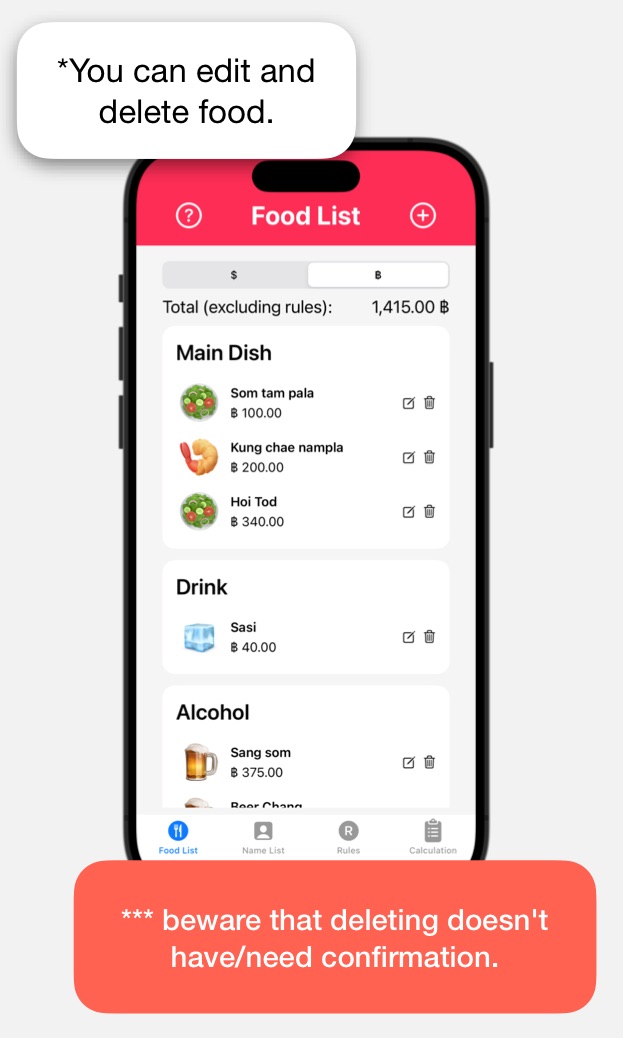 *You can edit and
delete food.
Food List
$
฿
Total (excluding rules): 1,415.00 ฿
Main Dish
Som tam pala
฿ 100.00
Kung chae nampla
฿ 200.00
Hoi Tod
฿ 340.00
Drink
Sasi
฿ 40.00
Alcohol
Sang som
฿ 375.00
Beer Chang
Food List
Name List
R
Rules
Calculation
*** beware that deleting doesn't
have/need confirmation.